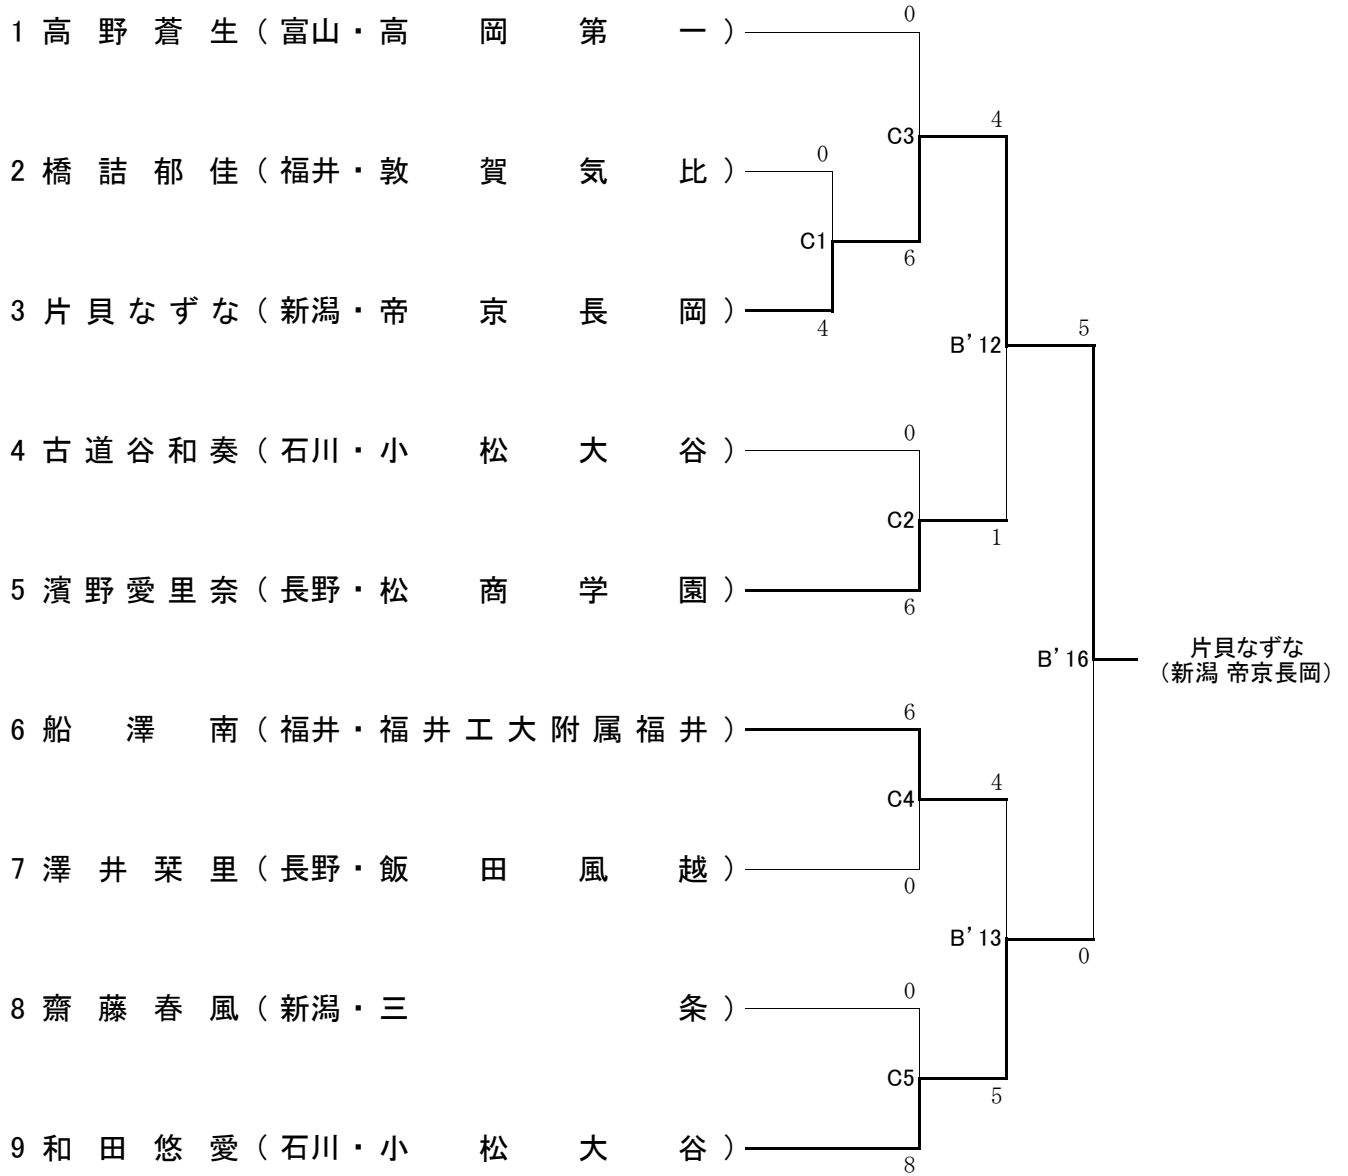 0
1 高野蒼生（富山・高岡第一）
4
C3
0
2 橋詰郁佳（福井・敦賀気比）
C1
6
3 片貝なずな（新潟・帝京長岡）
4
5
B’12
0
4 古道谷和奏（石川・小松大谷）
C2
1
5 濱野愛里奈（長野・松商学園）
6
片貝なずな
B’16
（新潟 帝京長岡）
6
6 船澤南（福井・福井工大附属福井）
4
C4
7 澤井栞里（長野・飯田風越）
0
B’13
0
0
8 齋藤春風（新潟・三条）
C5
5
9 和田悠愛（石川・小松大谷）
8